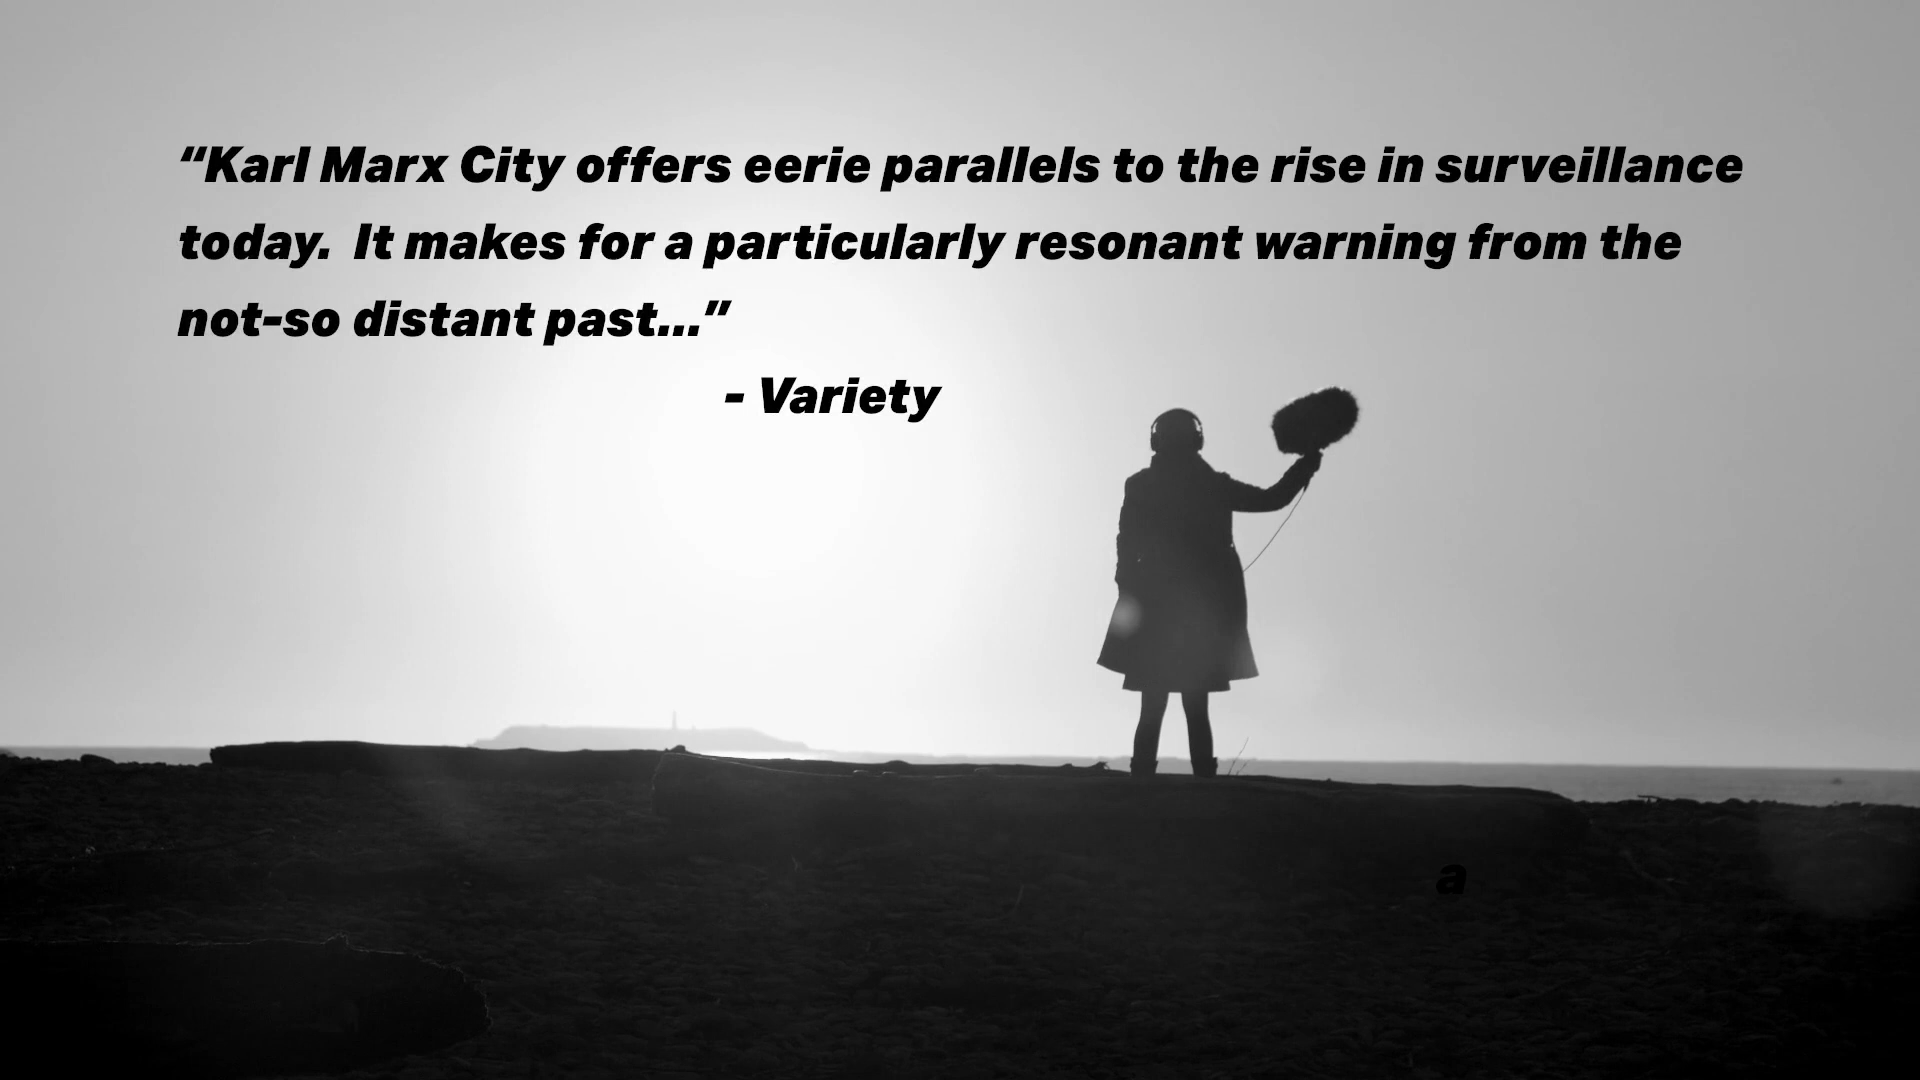 “Karl Marx City offers eerie parallels to the rise in surveillance
today.  It makes for a particularly resonant warning from the
not-so distant past...”
- Variety
a